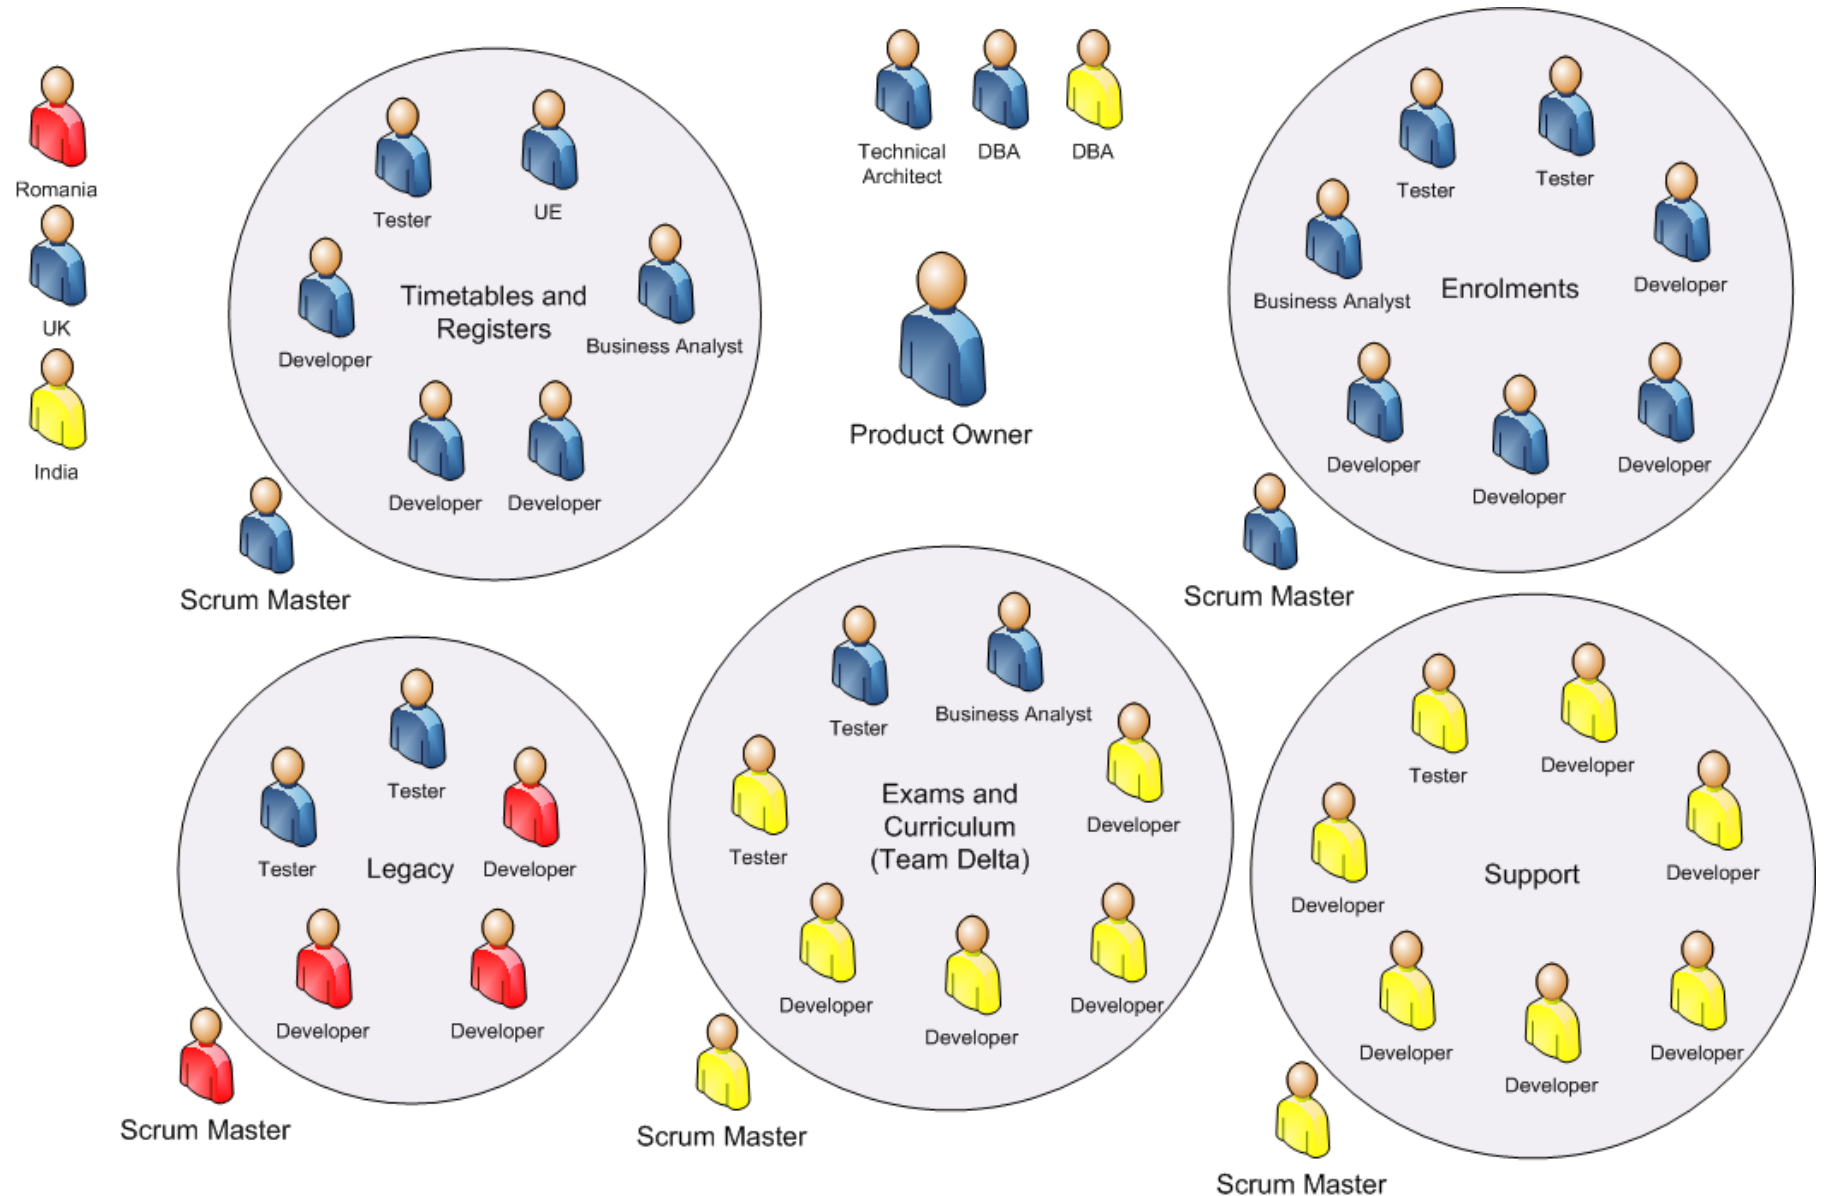 Romania
UK
India
Tester
UE
Developer
Timetables and
Registers
Business Analyst
Developer
Developer
Scrum Master
Technical
Architect
DBA
DBA
Product Owner
Tester
Tester
Business Analyst
Enrolments
Developer
Developer
Developer
Developer
Scrum Master
Tester
Tester
Legacy
Developer
Developer
Developer
Scrum Master
Tester
Business Analyst
Tester
Exams and
Curriculum
(Team Delta)
Developer
Developer
Developer
Developer
Scrum Master
Tester
Developer
Developer
Support
Developer
Developer
Developer
Developer
Scrum Master